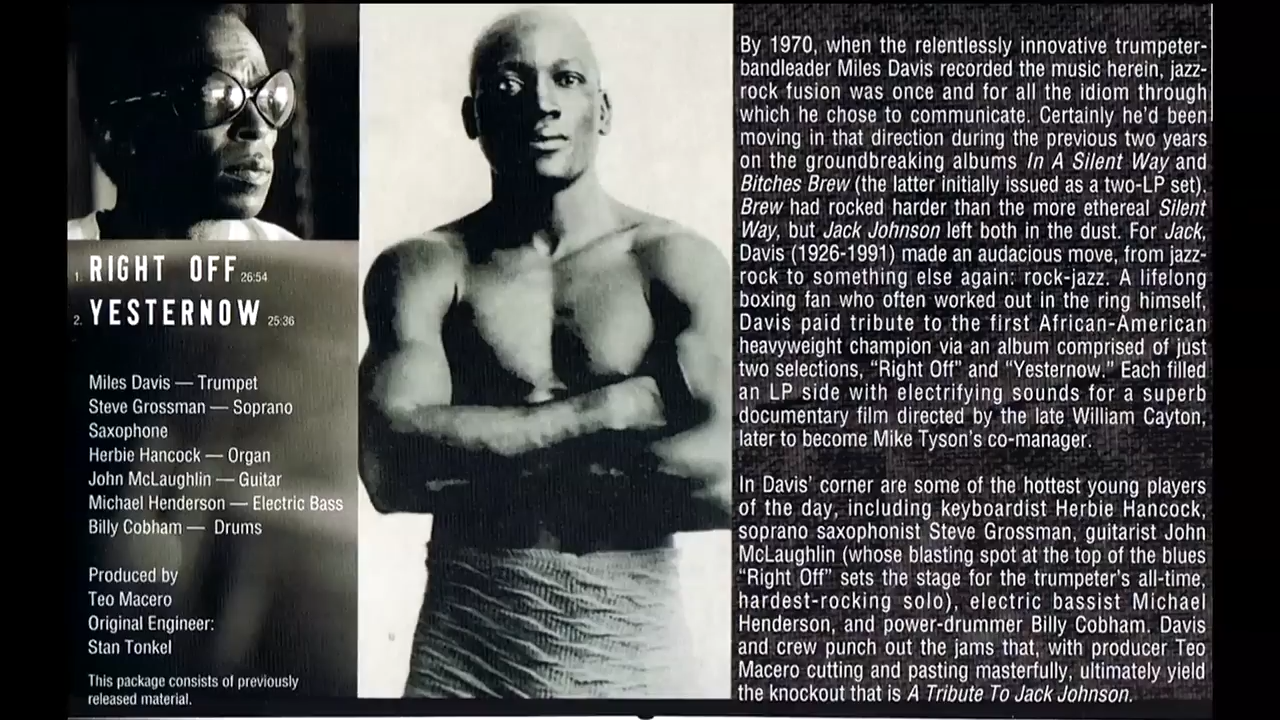 1. RIGHT OFF 26:54
2. YESTERNOW 25:36
Miles Davis — Trumpet
Steve Grossman — Soprano
Saxophone
Herbie Hancock — Organ
John McLaughlin — Guitar
Michael Henderson — Electric Bass
Billy Cobham — Drums
Produced by
Teo Macero
Original Engineer:
Stan Tonkel
This package consists of previously
released material.
By 1970, when the relentlessly innovative trumpeter-
bandleader Miles Davis recorded the music herein, jazz-
rock fusion was once and for all the idiom through
which he chose to communicate. Certainly he'd been
moving in that direction during the previous two years
on the groundbreaking albums In A Silent Way and
Bitches Brew (the latter initially issued as a two-LP set),
Brew had rocked harder than the more ethereal Silent
Way, but Jack Johnson left both in the dust. For Jack,
Davis (1926-1991) made an audacious move, from jazz-
rock to something else again: rock-jazz. A lifelong
boxing fan who often worked out in the ring himself,
Davis paid tribute to the first African-American
heavyweight champion via an album comprised of just
two selections, “Right Off” and “Yesternow.” Each filled
an LP side with electrifying sounds for a superb
documentary film directed by the late William Cayton,
later to become Mike Tyson's co-manager.
In Davis' corner are some of the hottest young players
of the day, including keyboardist Herbie Hancock,
soprano saxophonist Steve Grossman, guitarist John
McLaughlin (whose blasting spot at the top of the blues
“Right Off” sets the stage for the trumpeter's all-time,
hardest-rocking solo), electric bassist Michael
Henderson, and power-drummer Billy Cobham. Davis
and crew punch out the jams that, with producer Teo
Macero cutting and pasting masterfully, ultimately yield
the knockout that is A Tribute To Jack Johnson.